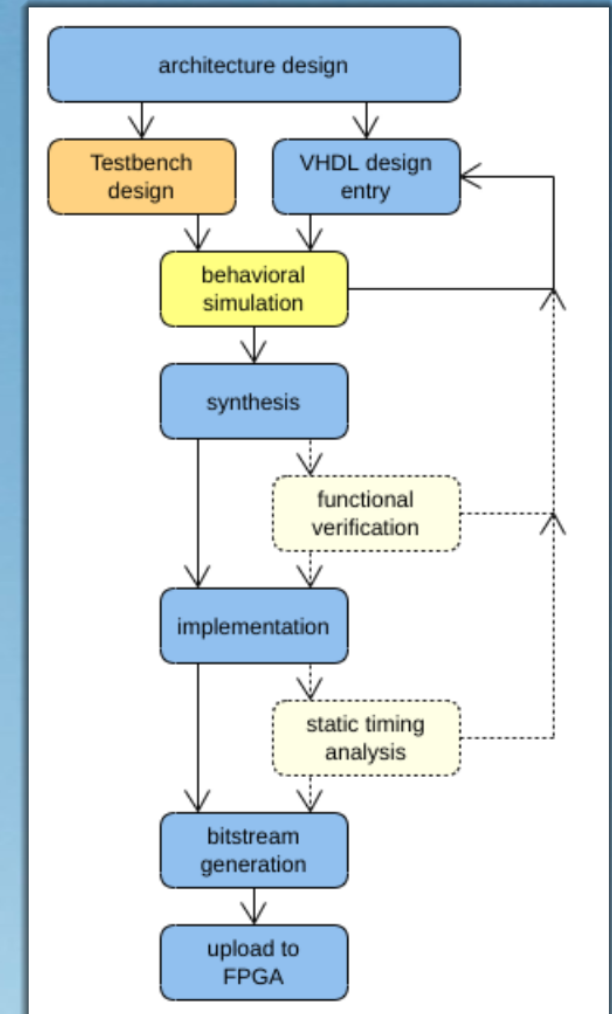 architecture design
Testbench
design
VHDL design
entry
behavioral
simulation
synthesis
functional
verification
implementation
static timing
analysis
bitstream
generation
upload to
FPGA